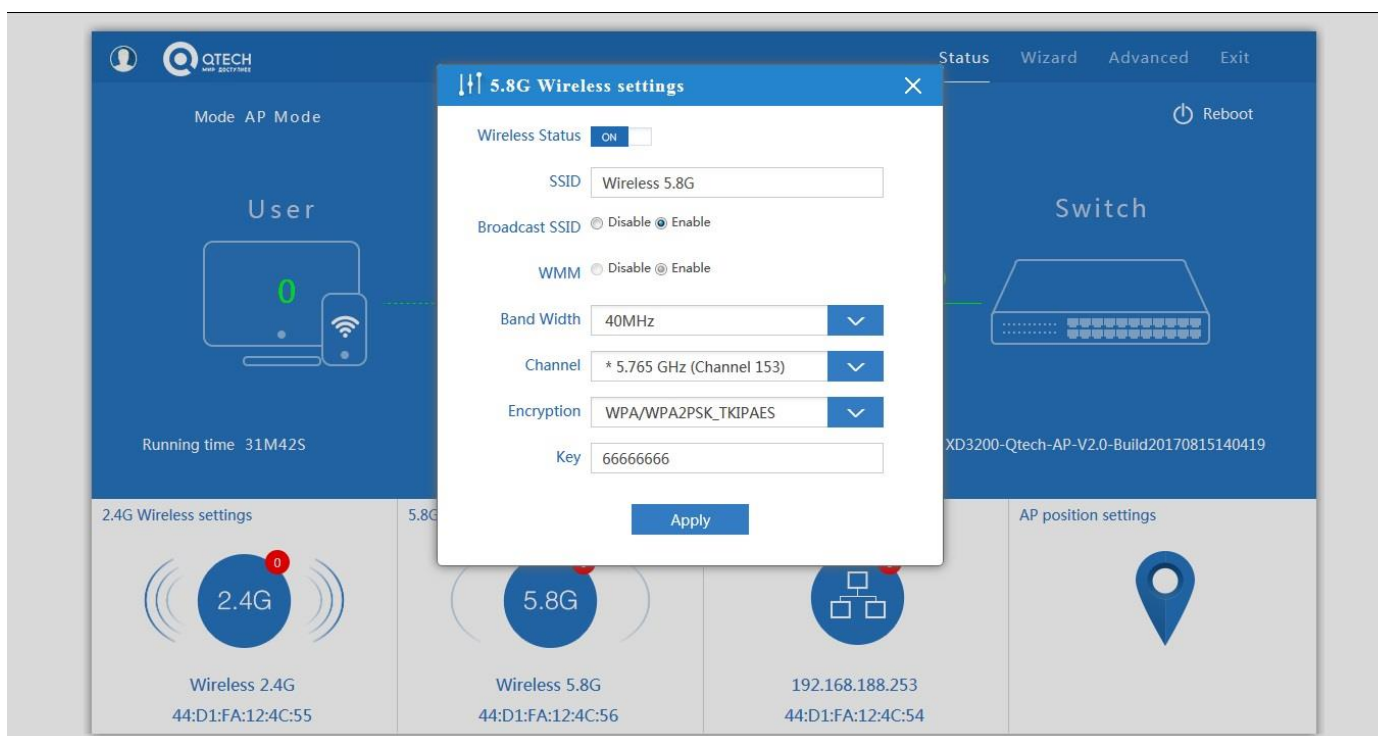 QTECH
МИР ДОСТУПНЕЕ
Status Wizard Advanced Exit
Mode AP Mode
Reboot
5.8G Wireless settings
Wireless Status ON
SSID Wireless 5.8G
Broadcast SSID Disable Enable
WMM Disable Enable
Band Width 40MHz
Channel * 5.765 GHz (Channel 153)
Encryption WPA/WPA2PSK_TKIPAES
Key 66666666
Apply
User
0
Switch
Running time 31M42S
XD3200-Qtech-AP-V2.0-Build20170815140419
2.4G Wireless settings
0
2.4G
Wireless 2.4G
44:D1:FA:12:4C:55
5.8G
5.8G
Wireless 5.8G
44:D1:FA:12:4C:56
192.168.188.253
44:D1:FA:12:4C:54
AP position settings